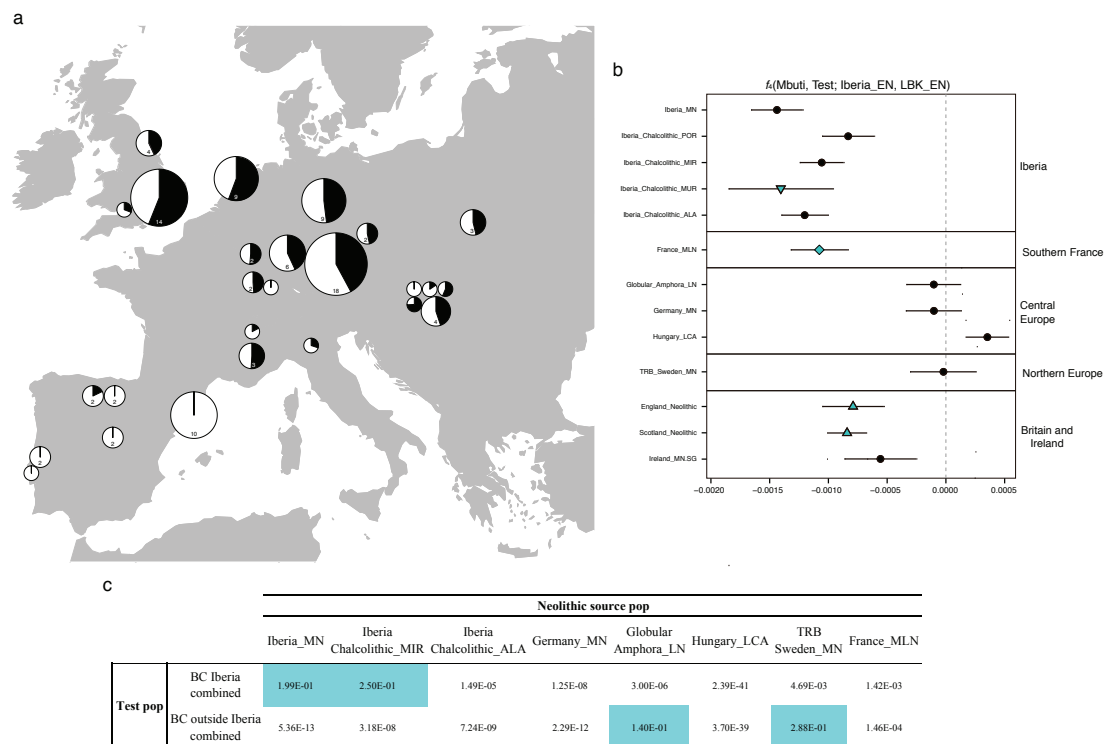 a
4
14
9
9
2
3
2
6
18
2
4
3
2
2
10
2
2
b
f4(Mbuti, Test; Iberia_EN, LBK_EN)
Iberia_MN
Iberia_Chalcolithic_POR
Iberia_Chalcolithic_MIR
Iberia_Chalcolithic_MUR
Iberia_Chalcolithic_ALA
Iberia
France_MLN
Southern France
Globular_Amphora_LN
Germany_MN
Hungary_LCA
Central
Europe
TRB_Sweden_MN
Northern Europe
England_Neolithic
Scotland_Neolithic
Ireland_MN.SG
Britain and
Ireland
−0.0020 −0.0015 −0.0010 −0.0005 0.0000 0.0005
c
Neolithic source pop
Iberia_MN Iberia Chalcolithic_MIR Iberia Chalcolithic_ALA Germany_MN Globular Amphora_LN Hungary_LCA TRB Sweden_MN France_MLN
Test pop
BC Iberia combined 1.99E-01 2.50E-01 1.49E-05 1.25E-08 3.00E-06 2.39E-41 4.69E-03 1.42E-03
BC outside Iberia combined 5.36E-13 3.18E-08 7.24E-09 2.29E-12 1.40E-01 3.70E-39 2.88E-01 1.46E-04